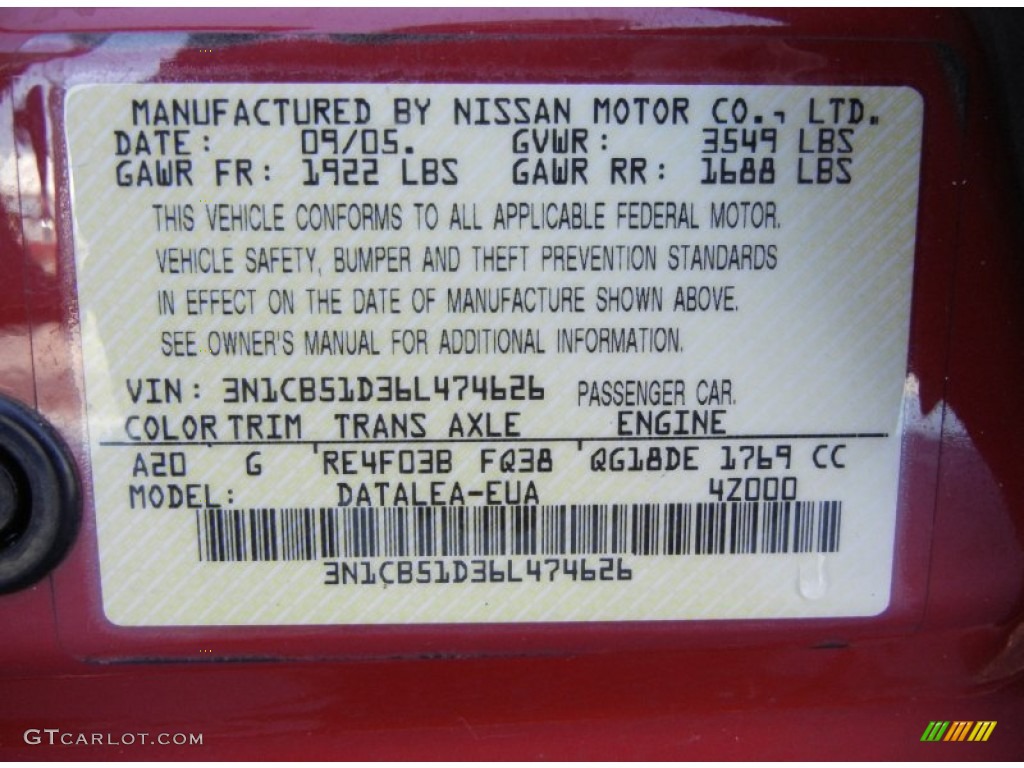 MANUFACTURED BY NISSAN MOTOR CO., LTD.
DATE: 09/05. GVWR: 3549 LBS
GAWR FR: 1922 LBS GAWR RR: 1688 LBS
THIS VEHICLE CONFORMS TO ALL APPLICABLE FEDERAL MOTOR.
VEHICLE SAFETY, BUMPER AND THEFT PREVENTION STANDARDS
IN EFFECT ON THE DATE OF MANUFACTURE SHOWN ABOVE.
SEE OWNER'S MANUAL FOR ADDITIONAL INFORMATION.
VIN: 3N1CB51D36L474626 PASSENGER CAR.
COLOR TRIM TRANS AXLE ENGINE
A20 G RE4F03B FQ38 QG18DE 1769 CC
MODEL: DATALEA-EUA 4Z000
3N1CB51D36L474626
GTCARLOT.COM